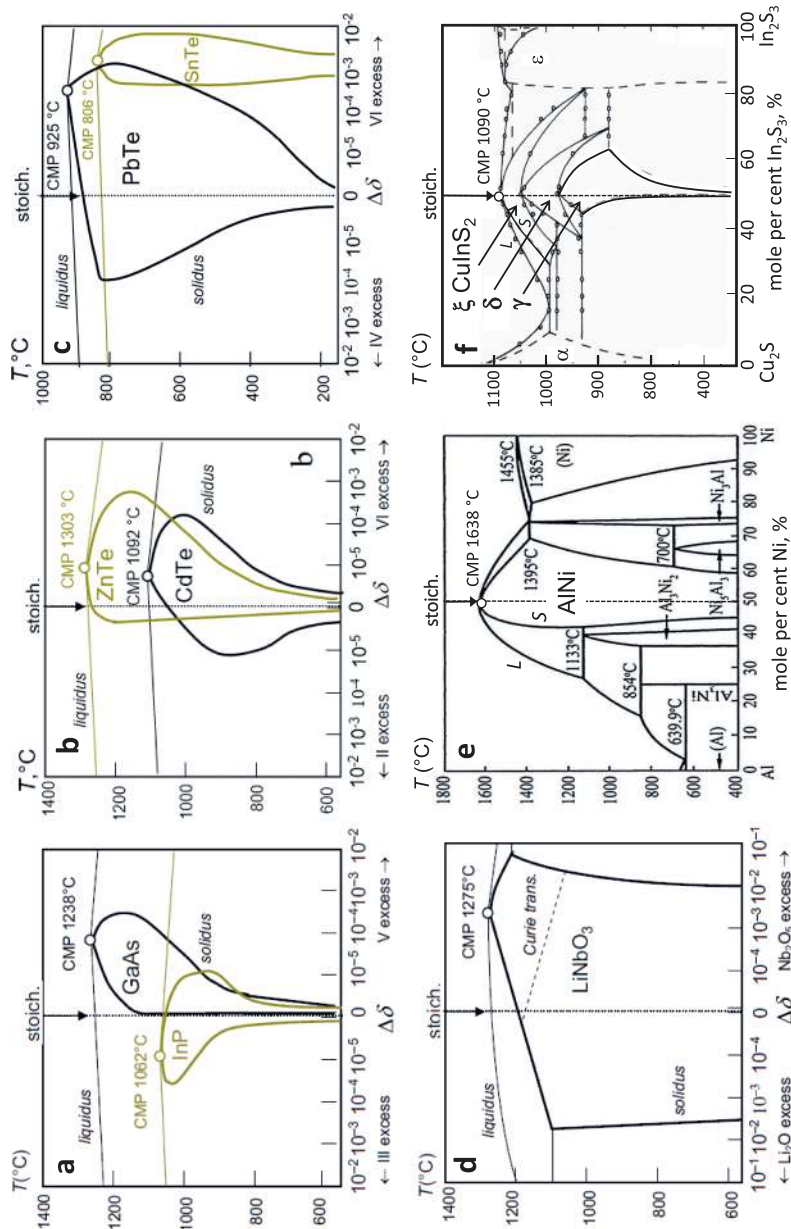 a
T(°C)
stoich.
1400
1200
1000
800
600
liquidus
CMP 1238°C
GaAs
CMP 1062°C
InP
solidus
10⁻² 10⁻³ 10⁻⁴ 10⁻⁵ 0 10⁻⁵ 10⁻⁴ 10⁻³ 10⁻²
← III excess Δδ V excess →
b
T,°C
stoich.
1400
1200
1000
800
600
CMP 1303 °C
ZnTe
liquidus
CMP 1092 °C
CdTe
solidus
b
10⁻² 10⁻³ 10⁻⁴ 10⁻⁵ 0 10⁻⁵ 10⁻⁴ 10⁻³ 10⁻²
← II excess Δδ VI excess →
c
T,°C
stoich.
1000
800
600
400
200
CMP 925 °C
liquidus
CMP 806 °C
PbTe
SnTe
solidus
10⁻² 10⁻³ 10⁻⁴ 10⁻⁵ 0 10⁻⁵ 10⁻⁴ 10⁻³ 10⁻²
← IV excess Δδ VI excess →
d
T(°C)
stoich.
1400
1200
1000
800
600
liquidus
CMP 1275°C
Curie trans.
LiNbO₃
solidus
10⁻¹ 10⁻² 10⁻³ 10⁻⁴ 0 10⁻⁴ 10⁻³ 10⁻² 10⁻¹
← Li₂O excess Δδ Nb₂O₅ excess →
e
T (°C)
stoich.
1800
1600
1400
1200
1000
800
600
400
CMP 1638 °C
1455°C
1385°C
(Ni)
L
S
1395°C
AlNi
1133°C
854°C
700°C
639.9°C
Al₃Ni₂
Al₃Ni
Ni₅Al₃
Ni₃Al
(Al)
0 10 20 30 40 50 60 70 80 90 100
Al Ni
mole per cent Ni, %
f
T (°C)
stoich.
1100
1000
900
400
CMP 1090 °C
L
S
ξ CuInS₂
δ
γ
α
ε
0 20 40 60 80 100
Cu₂S In₂S₃
mole per cent In₂S₃, %